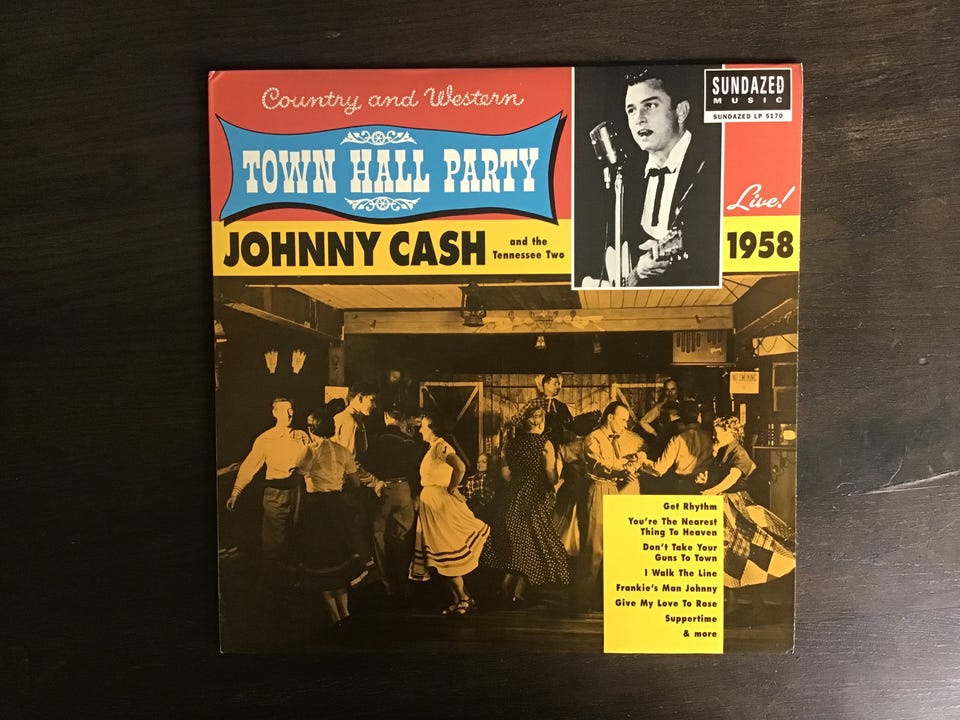 Country and Western
TOWN HALL PARTY
SUNDAZED
MUSIC
SUNDAZED LP 5170
Live!
JOHNNY CASH
and the
Tennessee Two
1958
NO SMOKING
Get Rhythm
You're The Nearest
Thing To Heaven
Don't Take Your
Guns To Town
I Walk The Line
Frankie's Man Johnny
Give My Love To Rose
Suppertime
& more